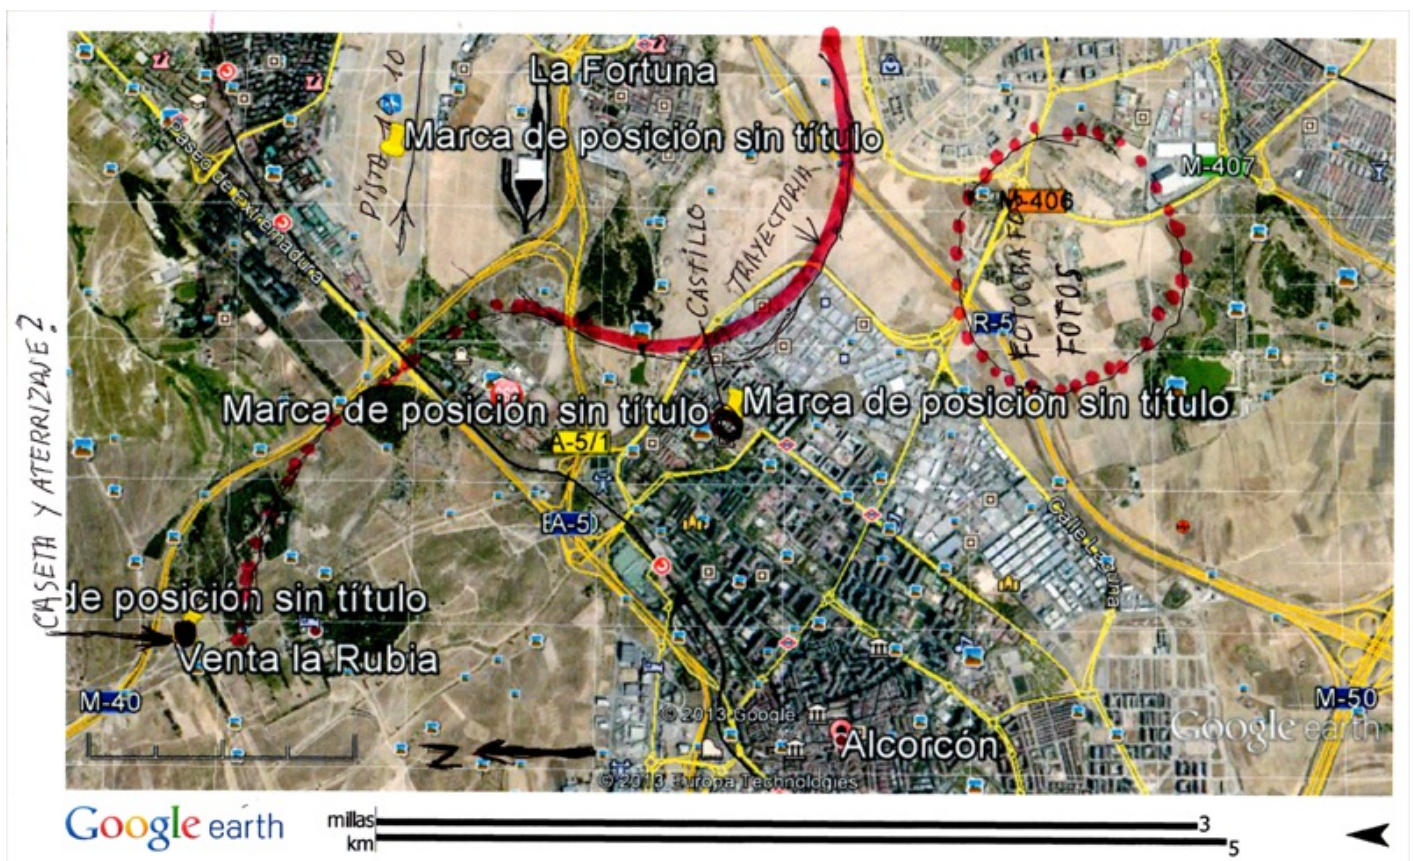 La Fortuna
PISTA 10
Marca de posición sin título
Paseo de Extremadura
M-407
M-406
CASTILLO
TRAYECTORIA
FOTOGRAFO
FOTOS
R-5
Marca de posición sin título
Marca de posición sin título
A-5/1
A-5
CASETA Y ATERRIZAJE?
Calle Laguna
de posición sin título
Venta la Rubia
M-40
M-50
© 2013 Google
Google earth
N
Alcorcón
© 2013 Europa Technologies
Google earth
millas 3
km 5